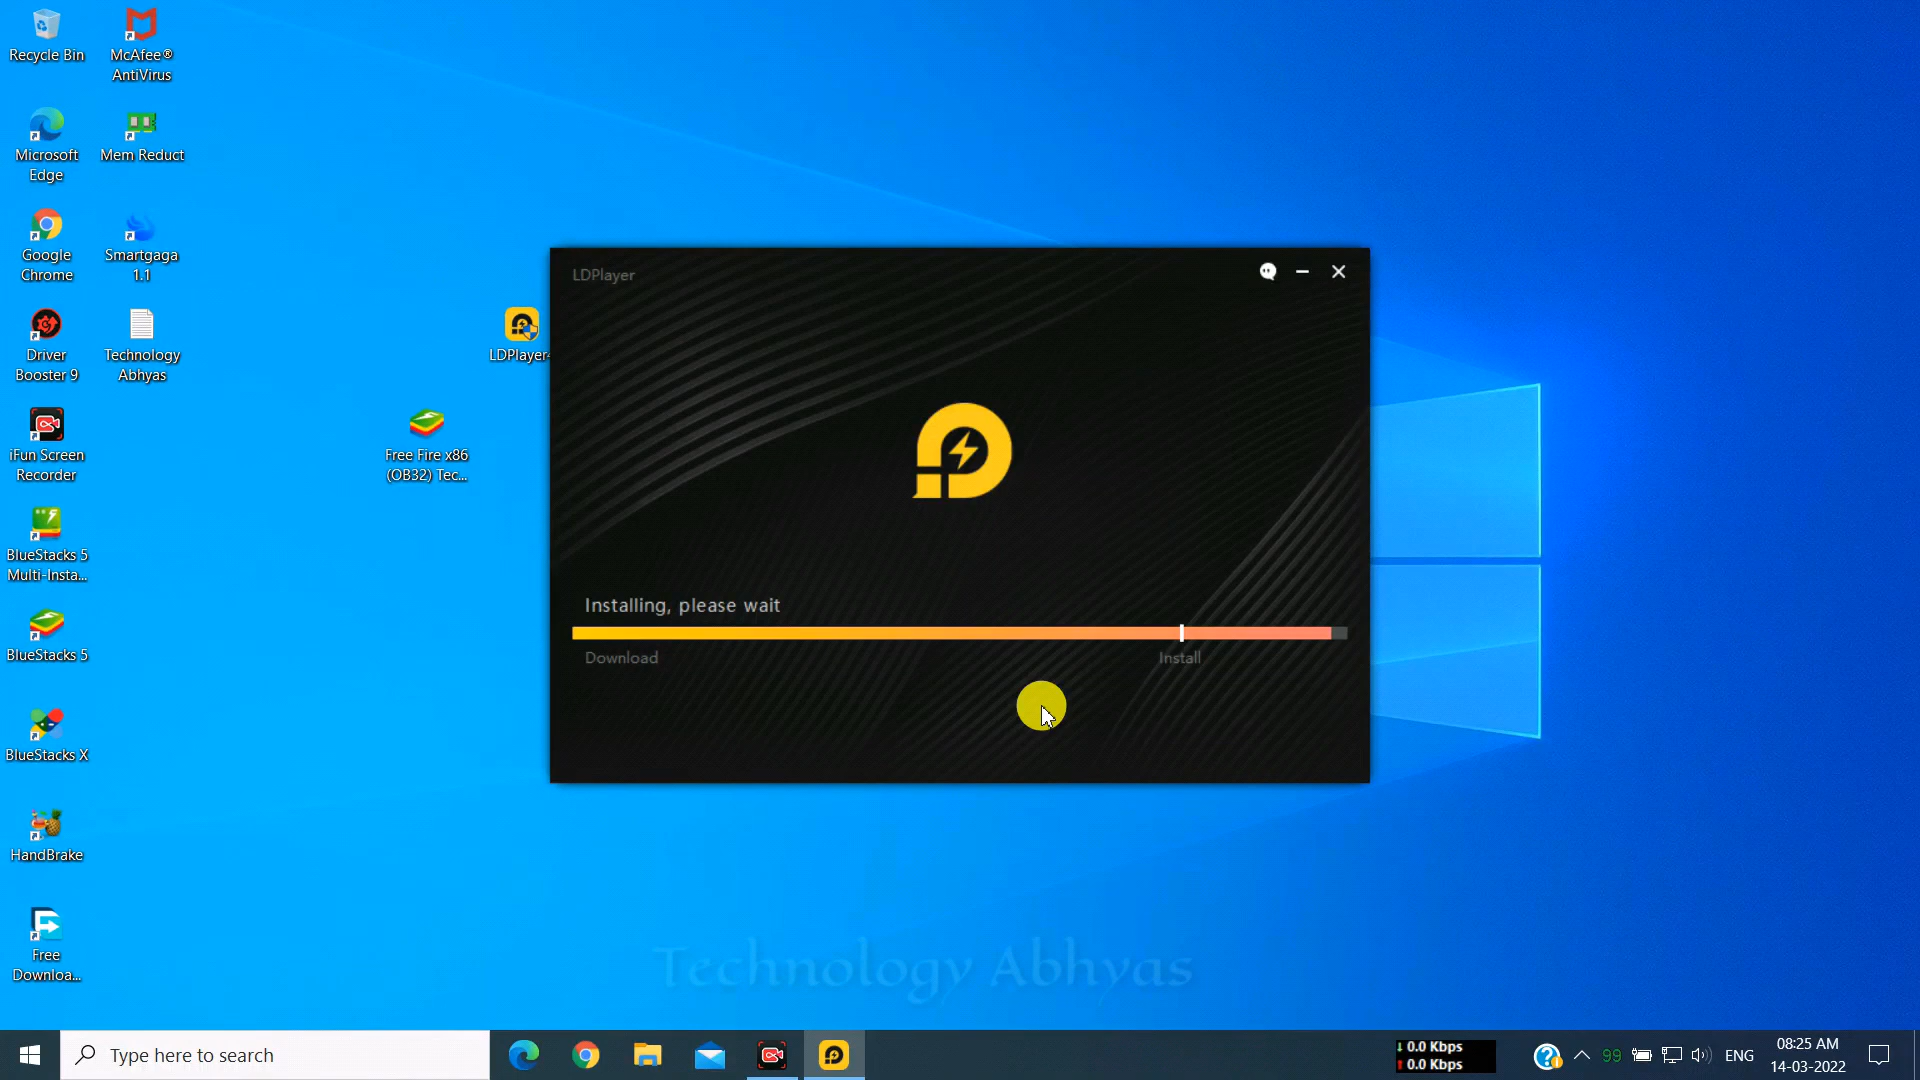 Recycle Bin
McAfee®
AntiVirus
Microsoft
Edge
Mem Reduct
Google
Chrome
Smartgaga
1.1
Driver
Booster 9
Technology
Abhyas
LDPlayer4
iFun Screen
Recorder
Free Fire x86
(OB32) Tec...
BlueStacks 5
Multi-Insta...
BlueStacks 5
BlueStacks X
HandBrake
Free
Downloa...
LDPlayer
Installing, please wait
Download
Install
Technology Abhyas
Type here to search
↓ 0.0 Kbps
↑ 0.0 Kbps
99
ENG
08:25 AM
14-03-2022